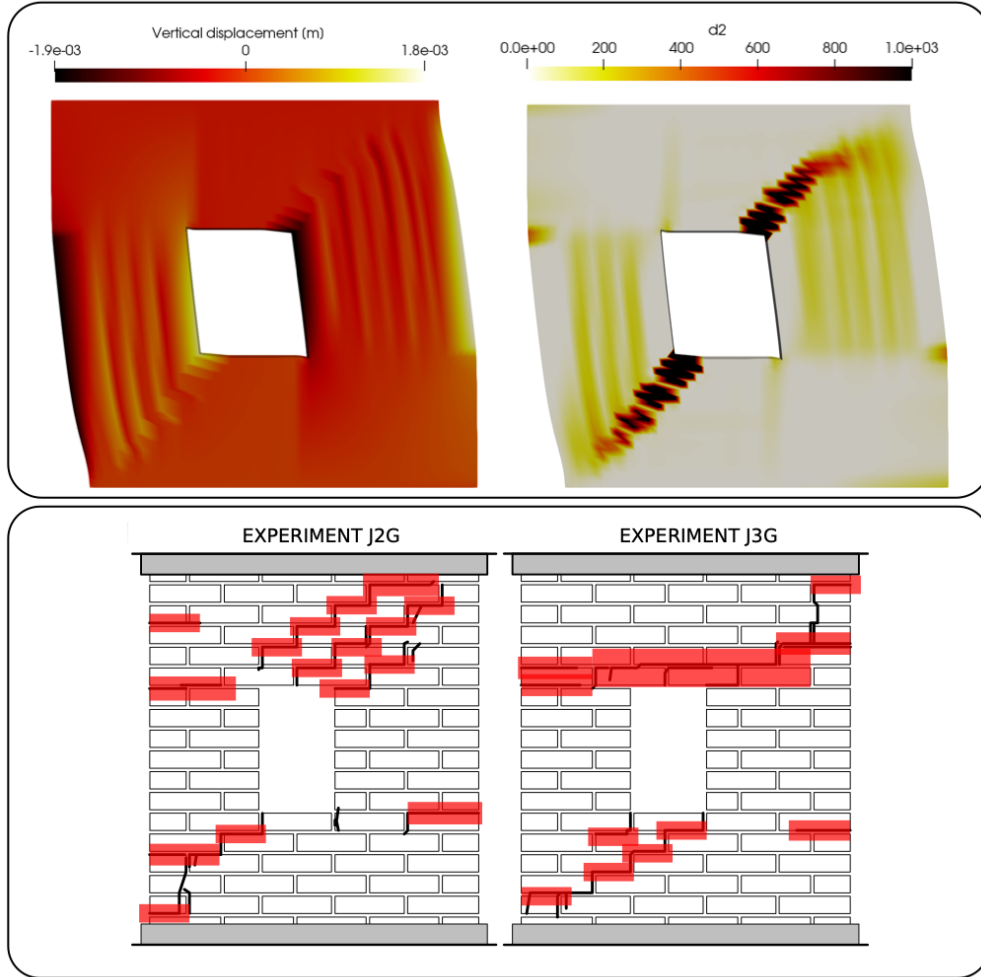 Vertical displacement [m]
-1.9e-03 0 1.8e-03
d2
0.0e+00 200 400 600 800 1.0e+03
EXPERIMENT J2G
EXPERIMENT J3G